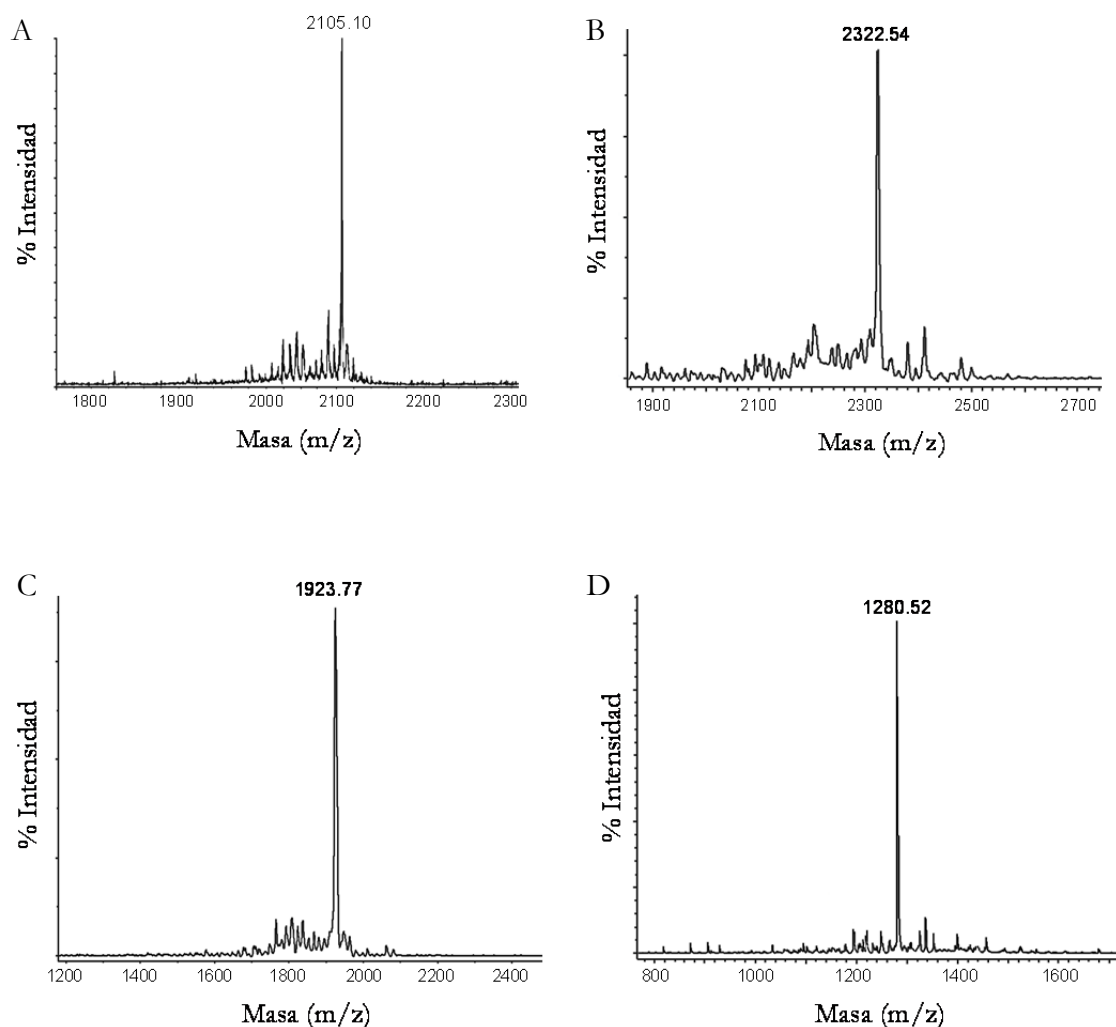 A
2105.10
% Intensidad
1800 1900 2000 2100 2200 2300
Masa (m/z)
B
2322.54
% Intensidad
1900 2100 2300 2500 2700
Masa (m/z)
C
1923.77
% Intensidad
1200 1400 1600 1800 2000 2200 2400
Masa (m/z)
D
1280.52
% Intensidad
800 1000 1200 1400 1600
Masa (m/z)